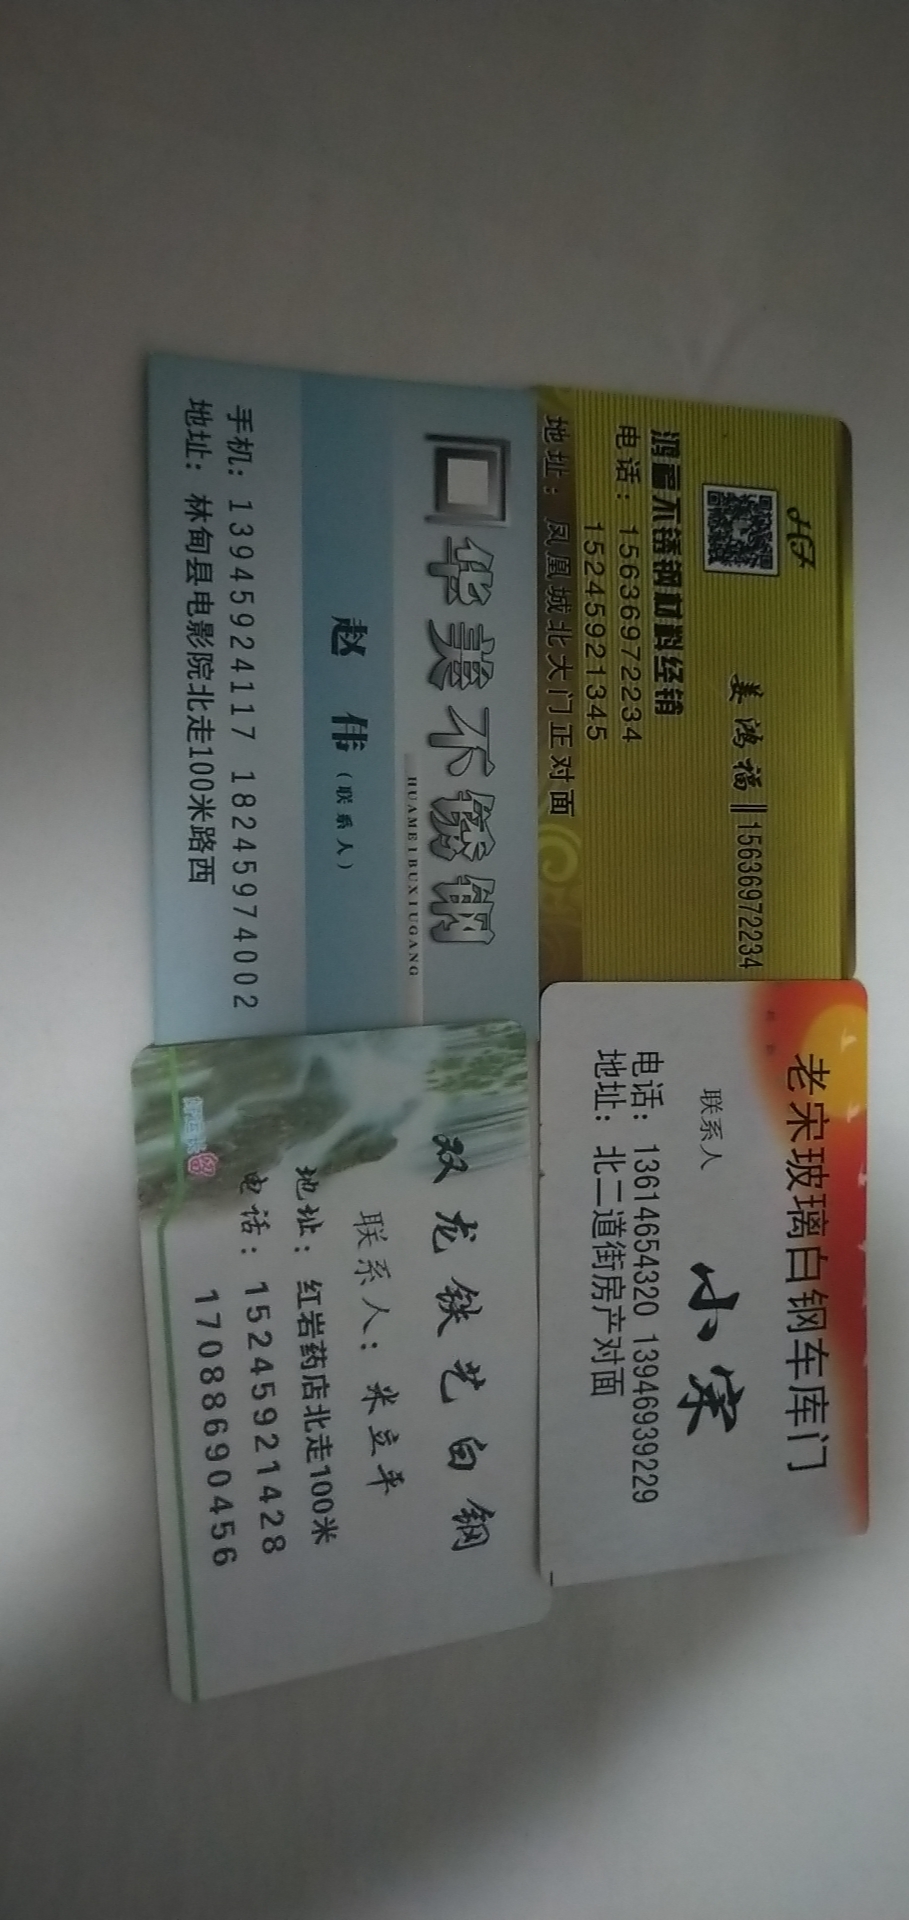 HF
姜鸿福 15636972234
鸿福不锈钢材料经销
电话：15636972234
15245921345
地址：凤凰城北大门正对面
老宋玻璃白钢车库门
联系人 小宋
电话：13614654320 13946939229
地址：北二道街房产对面
华美不锈钢
HUAMEIBUXIUGANG
赵 伟（联系人）
手机：13945924117 18245974002
地址：林甸县电影院北走100米路西
双龙铁艺白钢
联系人：米立平
地址：红岩药店北走100米
电话：15245921428
17088690456